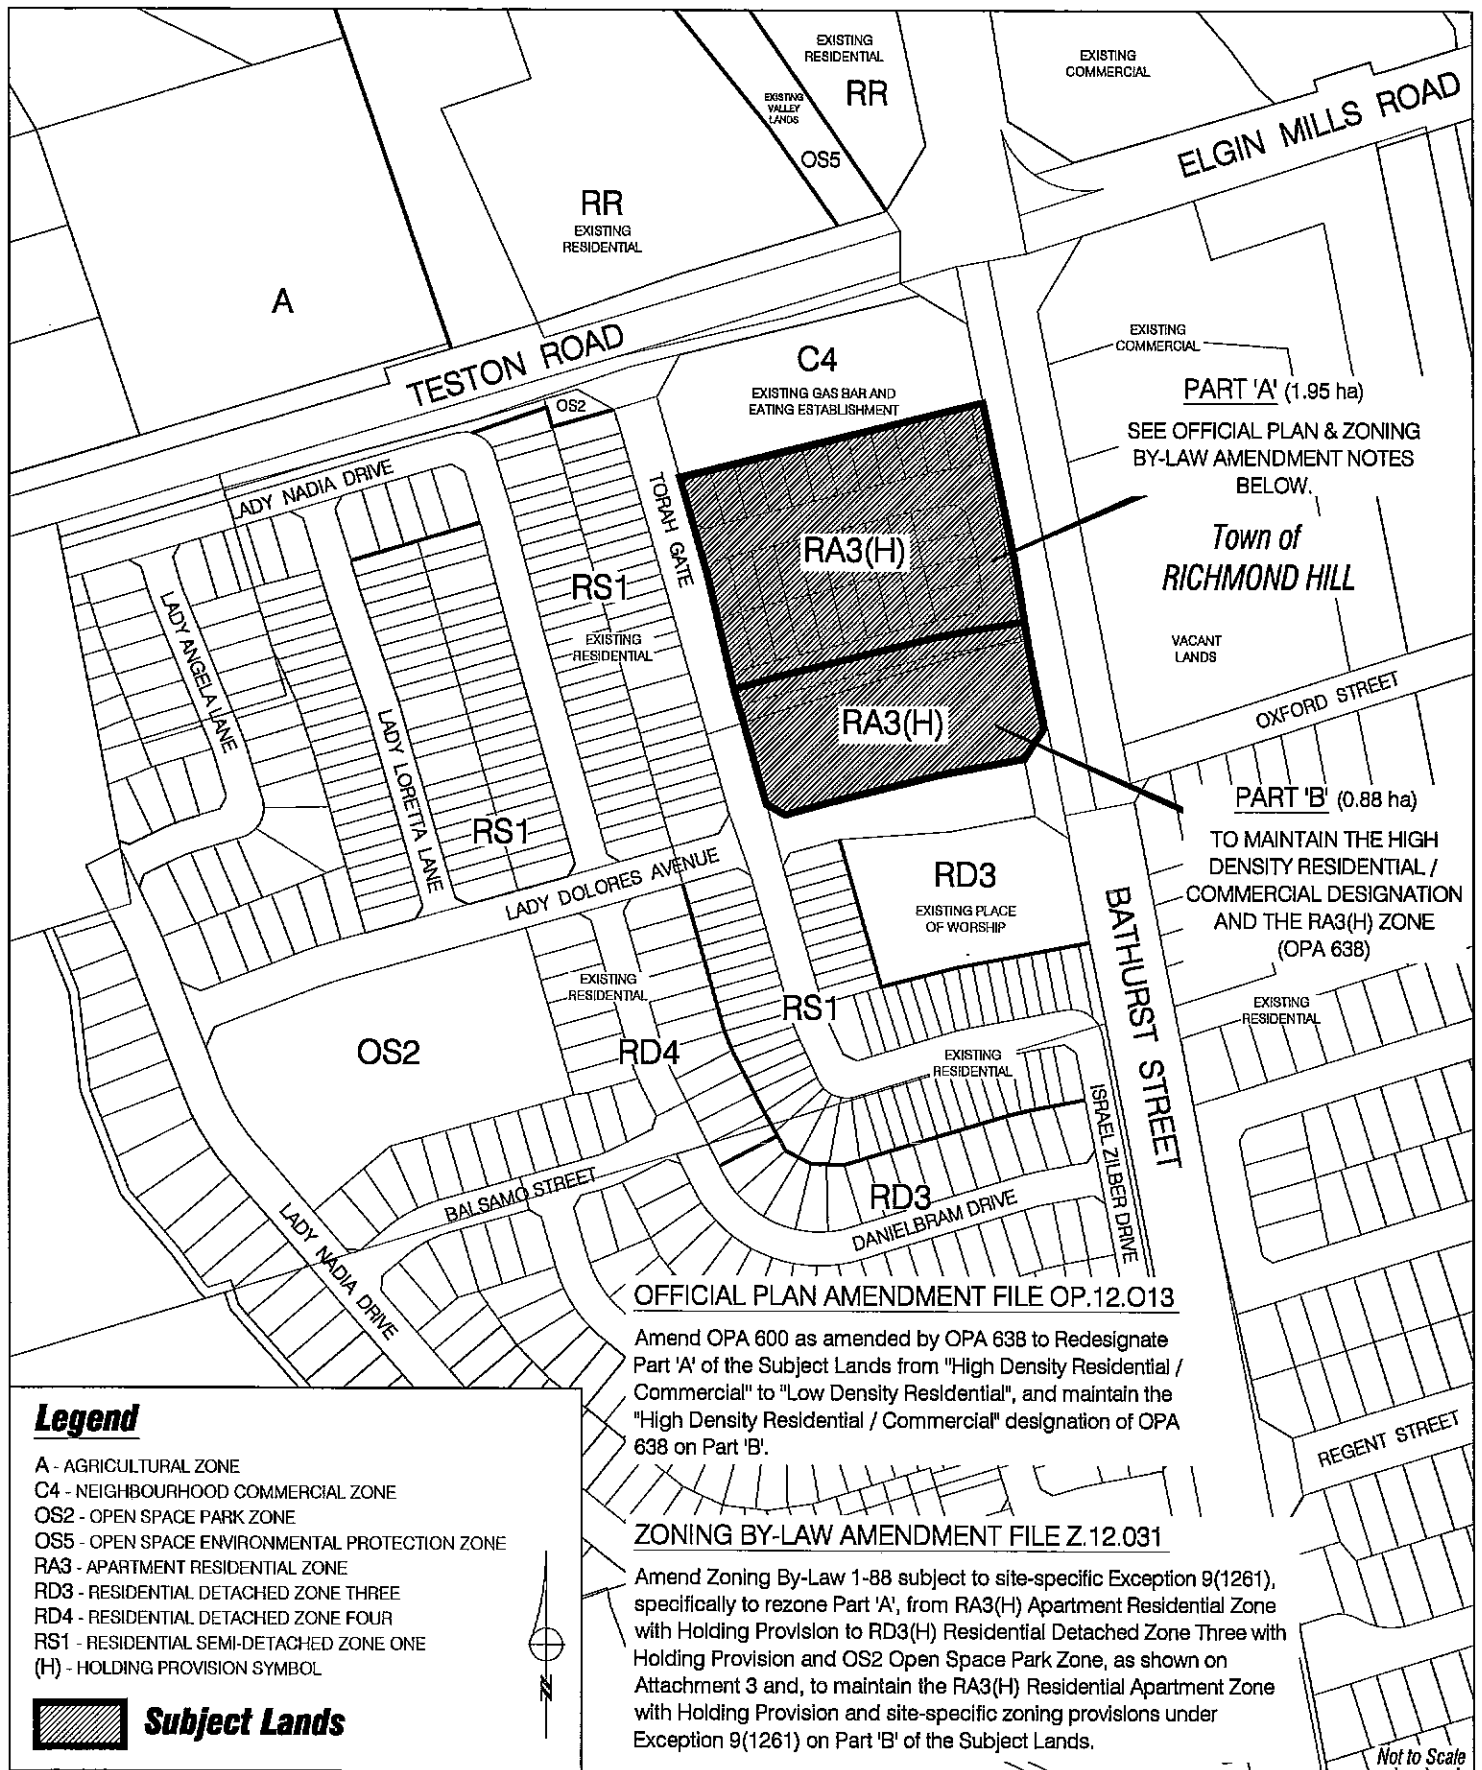 EXISTING
RESIDENTIAL
RR
EXISTING
COMMERCIAL
EXISTING
VALLEY
LANDS
OS5
ELGIN MILLS ROAD
RR
EXISTING
RESIDENTIAL
A
TESTON ROAD
C4
EXISTING GAS BAR AND
EATING ESTABLISHMENT
EXISTING
COMMERCIAL
PART 'A' (1.95 ha)
SEE OFFICIAL PLAN & ZONING
BY-LAW AMENDMENT NOTES
BELOW.
OS2
LADY NADIA DRIVE
TORAH GATE
RA3(H)
Town of
RICHMOND HILL
RS1
EXISTING
RESIDENTIAL
VACANT
LANDS
LADY ANGELA LANE
OXFORD STREET
RA3(H)
LADY LORETTA LANE
RS1
PART 'B' (0.88 ha)
TO MAINTAIN THE HIGH
DENSITY RESIDENTIAL /
COMMERCIAL DESIGNATION
AND THE RA3(H) ZONE
(OPA 638)
LADY DOLORES AVENUE
RD3
EXISTING PLACE
OF WORSHIP
BATHURST STREET
EXISTING
RESIDENTIAL
RS1
EXISTING
RESIDENTIAL
OS2
RD4
EXISTING
RESIDENTIAL
ISRAEL ZILBER DRIVE
BALSAMO STREET
RD3
DANIELBRAM DRIVE
LADY NADIA DRIVE
OFFICIAL PLAN AMENDMENT FILE OP.12.O13
Amend OPA 600 as amended by OPA 638 to Redesignate
Part 'A' of the Subject Lands from "High Density Residential /
Commercial" to "Low Density Residential", and maintain the
"High Density Residential / Commercial" designation of OPA
638 on Part 'B'.
REGENT STREET
ZONING BY-LAW AMENDMENT FILE Z.12.031
Amend Zoning By-Law 1-88 subject to site-specific Exception 9(1261),
specifically to rezone Part 'A', from RA3(H) Apartment Residential Zone
with Holding Provision to RD3(H) Residential Detached Zone Three with
Holding Provision and OS2 Open Space Park Zone, as shown on
Attachment 3 and, to maintain the RA3(H) Residential Apartment Zone
with Holding Provision and site-specific zoning provisions under
Exception 9(1261) on Part 'B' of the Subject Lands.
Legend
A - AGRICULTURAL ZONE
C4 - NEIGHBOURHOOD COMMERCIAL ZONE
OS2 - OPEN SPACE PARK ZONE
OS5 - OPEN SPACE ENVIRONMENTAL PROTECTION ZONE
RA3 - APARTMENT RESIDENTIAL ZONE
RD3 - RESIDENTIAL DETACHED ZONE THREE
RD4 - RESIDENTIAL DETACHED ZONE FOUR
RS1 - RESIDENTIAL SEMI-DETACHED ZONE ONE
(H) - HOLDING PROVISION SYMBOL
N
Subject Lands
Not to Scale